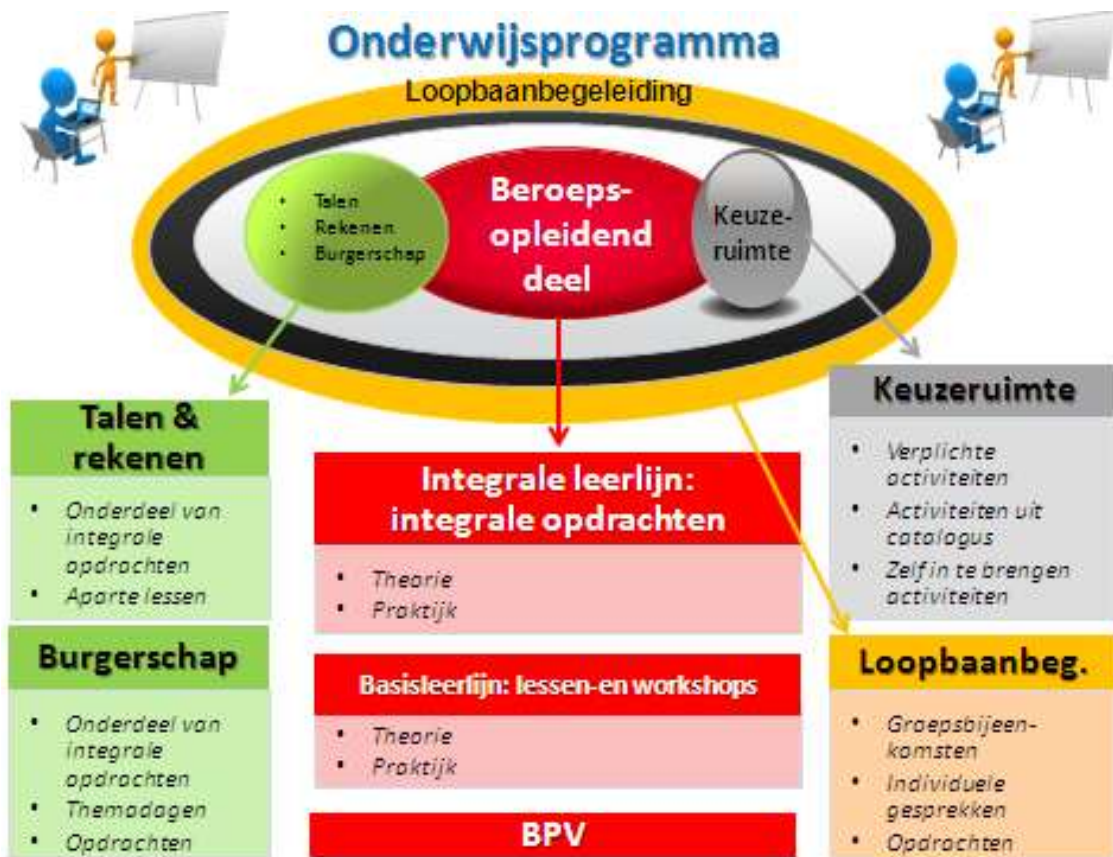 Onderwijsprogramma
Loopbaanbegeleiding
• Talen
• Rekenen
• Burgerschap
Beroeps-
opleidend
deel
Keuze-
ruimte
Talen &
rekenen
• Onderdeel van
integrale
opdrachten
• Aparte lessen
Burgerschap
• Onderdeel van
integrale
opdrachten
• Themadagen
• Opdrachten
Integrale leerlijn:
integrale opdrachten
• Theorie
• Praktijk
Basisleerlijn: lessen-en workshops
• Theorie
• Praktijk
BPV
Keuzeruimte
• Verplichte
activiteiten
• Activiteiten uit
catalogus
• Zelf in te brengen
activiteiten
Loopbaanbeg.
• Groepsbijeen-
komsten
• Individuele
gesprekken
• Opdrachten